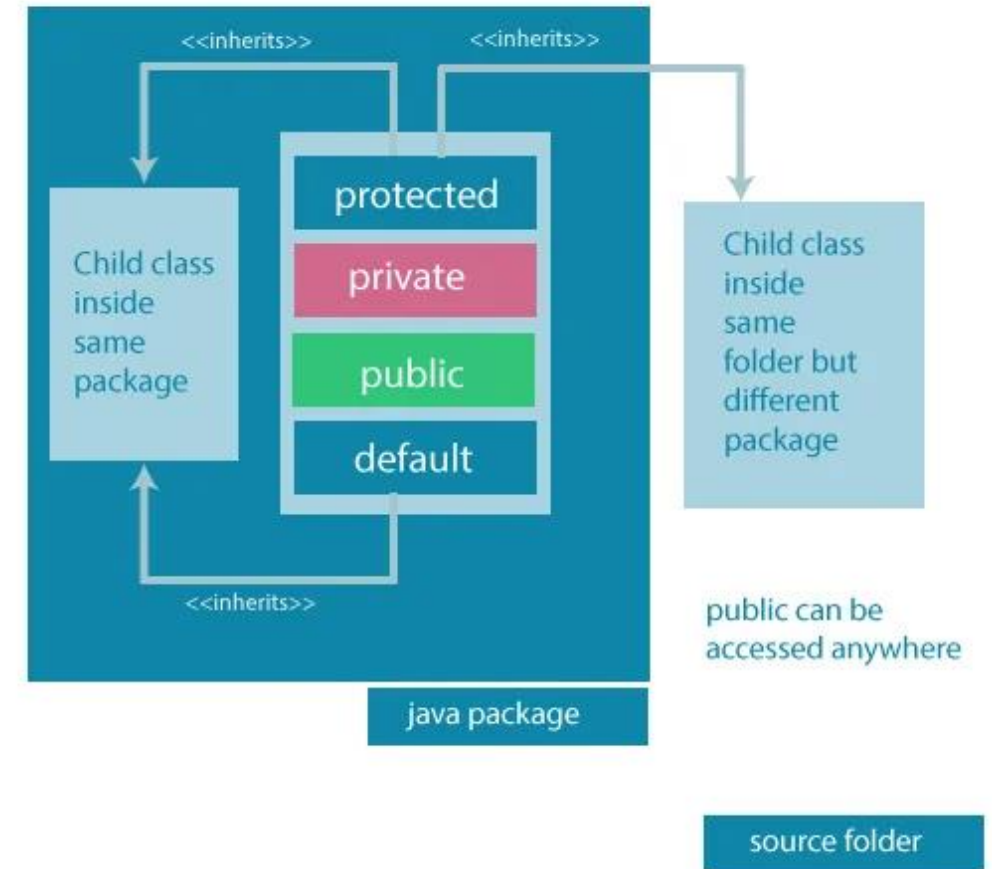 <<inherits>>
<<inherits>>
protected
private
public
default
Child class
inside
same
package
Child class
inside
same
folder but
different
package
<<inherits>>
public can be
accessed anywhere
java package
source folder